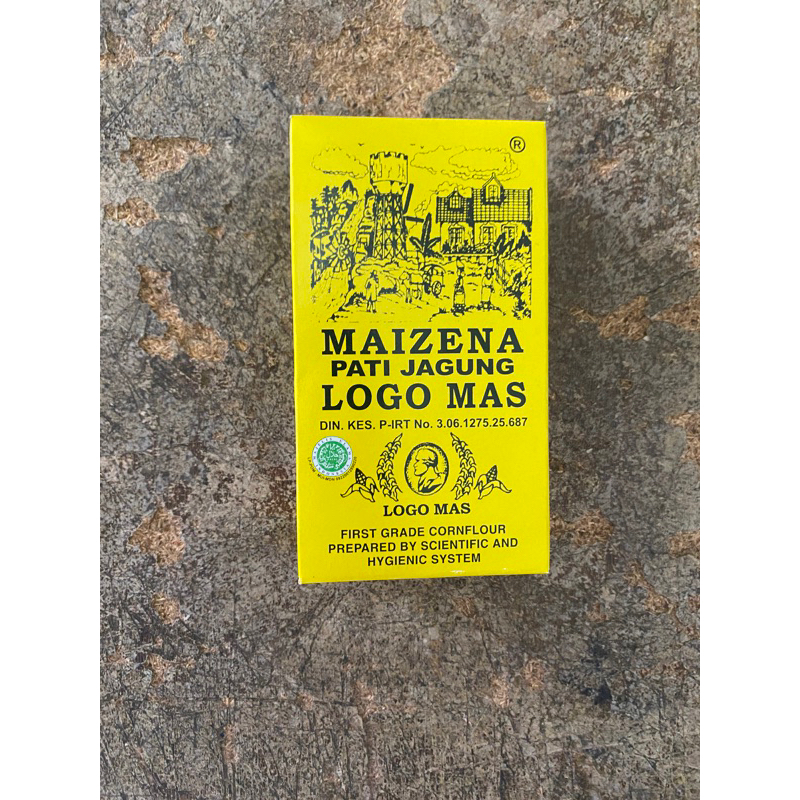 ®
MAIZENA
PATI JAGUNG
LOGO MAS
DIN. KES. P-IRT No. 3.06.1275.25.687
LOGO MAS
FIRST GRADE CORNFLOUR
PREPARED BY SCIENTIFIC AND
HYGIENIC SYSTEM